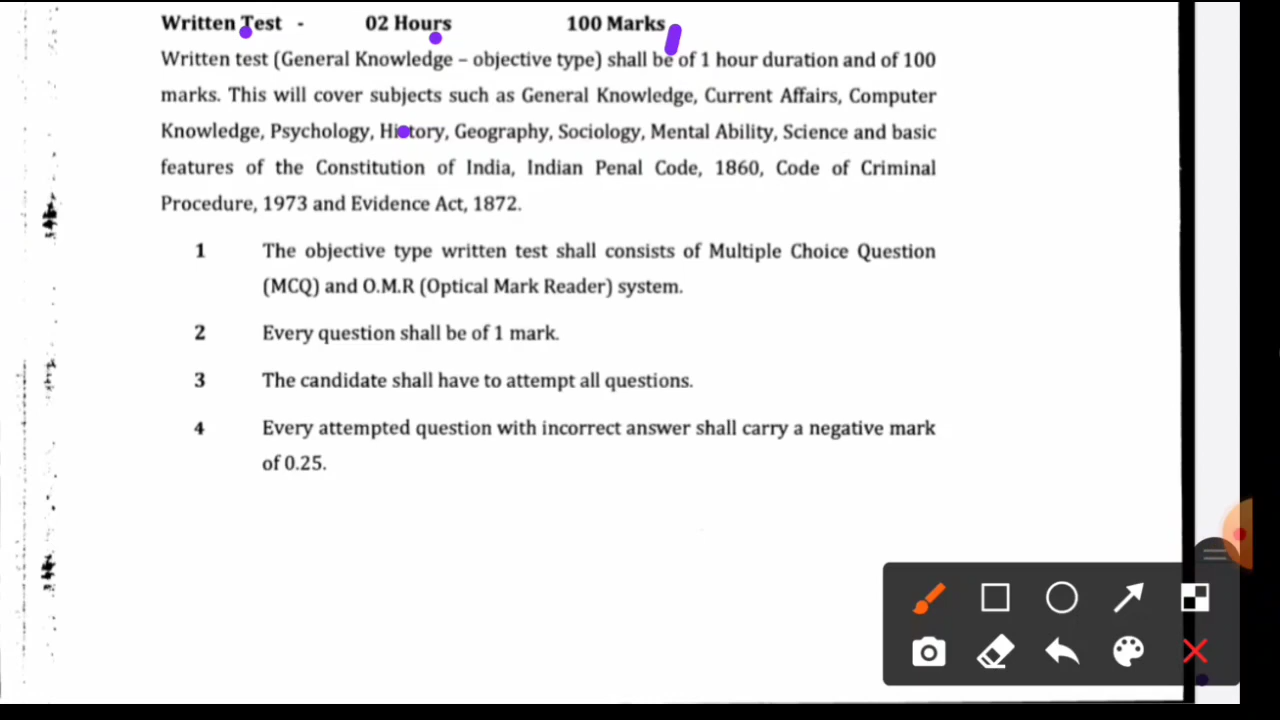 Written Test - 02 Hours 100 Marks
Written test (General Knowledge – objective type) shall be of 1 hour duration and of 100
marks. This will cover subjects such as General Knowledge, Current Affairs, Computer
Knowledge, Psychology, History, Geography, Sociology, Mental Ability, Science and basic
features of the Constitution of India, Indian Penal Code, 1860, Code of Criminal
Procedure, 1973 and Evidence Act, 1872.
1 The objective type written test shall consists of Multiple Choice Question
(MCQ) and O.M.R (Optical Mark Reader) system.
2 Every question shall be of 1 mark.
3 The candidate shall have to attempt all questions.
4 Every attempted question with incorrect answer shall carry a negative mark
of 0.25.